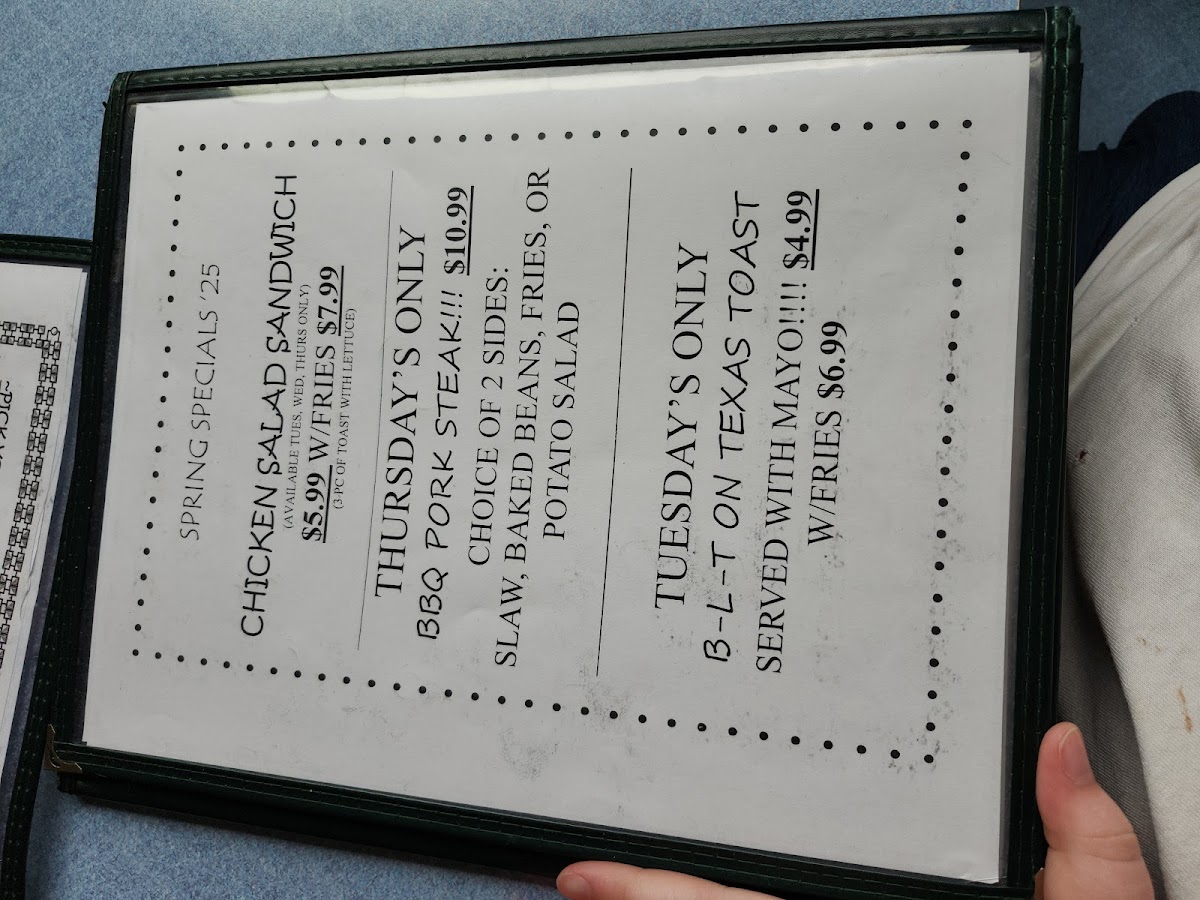 SPRING SPECIALS '25
CHICKEN SALAD SANDWICH
(AVAILABLE TUES, WED, THURS ONLY)
$5.99 W/FRIES $7.99
(3-PC OF TOAST WITH LETTUCE)
THURSDAY'S ONLY
BBQ PORK STEAK!!! $10.99
CHOICE OF 2 SIDES:
SLAW, BAKED BEANS, FRIES, OR
POTATO SALAD
TUESDAY'S ONLY
B-L-T ON TEXAS TOAST
SERVED WITH MAYO!!!! $4.99
W/FRIES $6.99